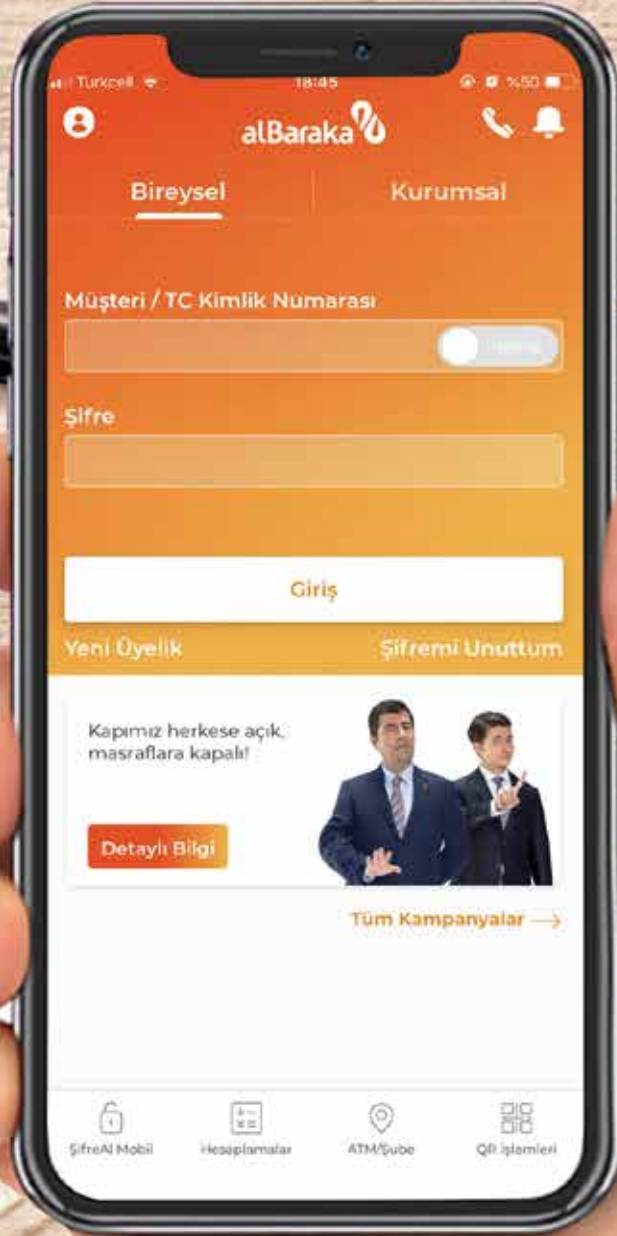 Turkcell 18:45 %50
alBaraka
Bireysel Kurumsal
Müşteri / TC Kimlik Numarası
Şifre
Giriş
Yeni Üyelik Şifremi Unuttum
Kapımız herkese açık,
masraflara kapalı!
Detaylı Bilgi
Tüm Kampanyalar
ŞifreAl Mobil Hesaplamalar ATM/Şube QR İşlemleri